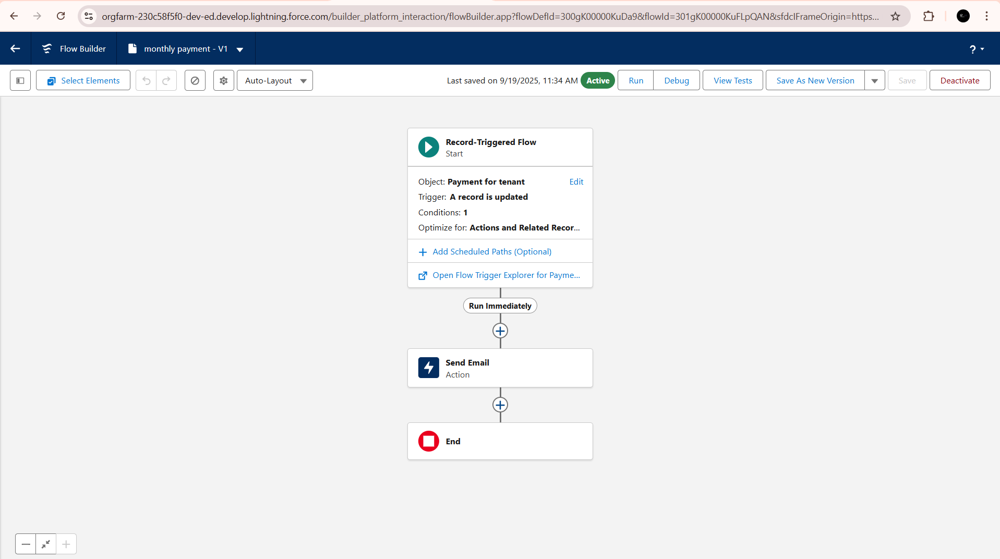 orgfarm-230c58f5f0-dev-ed.develop.lightning.force.com/builder_platform_interaction/flowBuilder.app?flowDefId=300gK00000KuDa9&flowId=301gK00000KuFLpQAN&sfdcIFrameOrigin=https...
Flow Builder
monthly payment - V1
?
Select Elements
Auto-Layout
Last saved on 9/19/2025, 11:34 AM
Active
Run
Debug
View Tests
Save As New Version
Save
Deactivate
Record-Triggered Flow
Start
Object: Payment for tenant
Edit
Trigger: A record is updated
Conditions: 1
Optimize for: Actions and Related Recor...
Add Scheduled Paths (Optional)
Open Flow Trigger Explorer for Payme...
Run Immediately
Send Email
Action
End